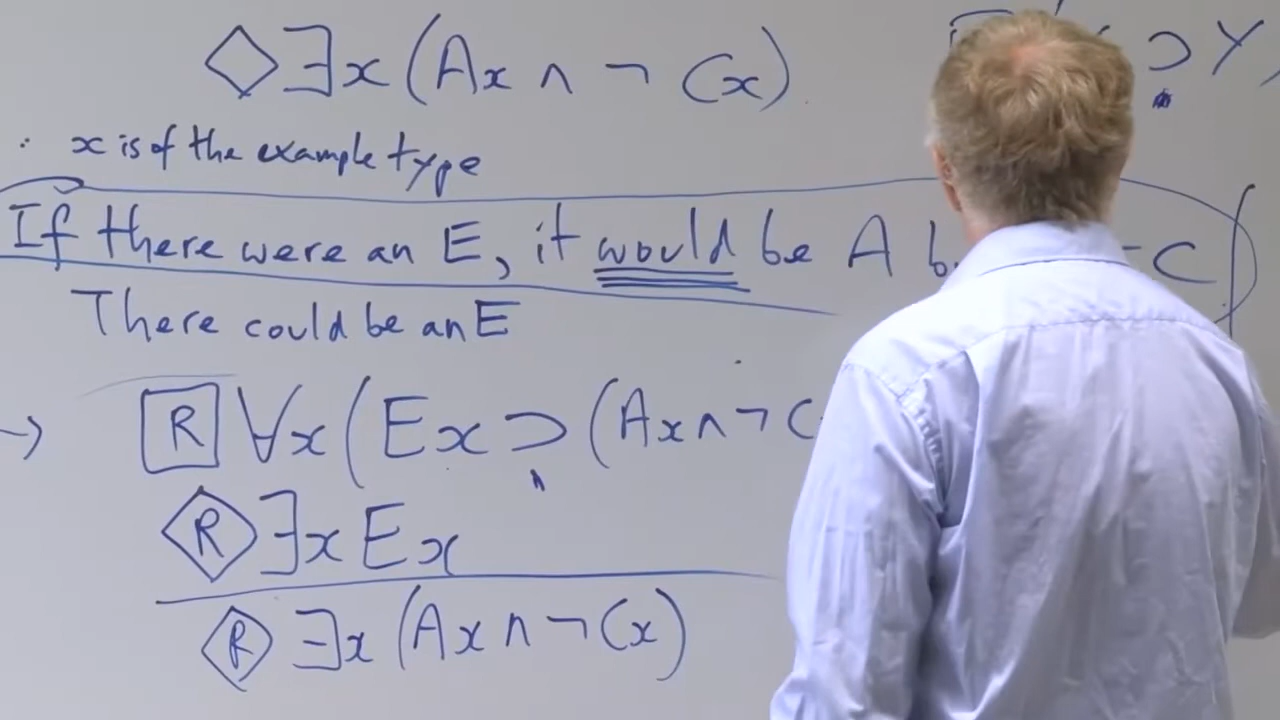 ◇∃x(Ax ∧ ¬Cx)
⊃ Y
x is of the example type
If there were an E, it would be A ¬C
There could be an E
→ [R] ∀x(Ex ⊃ (Ax ∧ ¬C
⟨R⟩ ∃x Ex
⟨R⟩ ∃x (Ax ∧ ¬Cx)